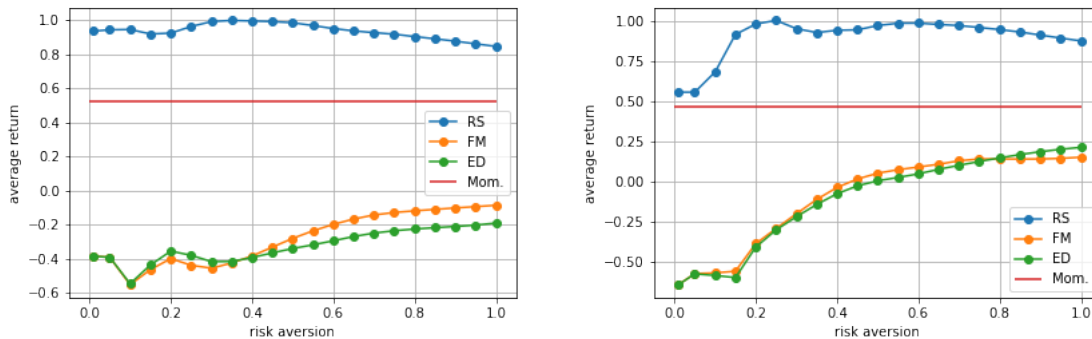 1.0
0.8
0.6
0.4
0.2
0.0
−0.2
−0.4
−0.6
average return
0.0 0.2 0.4 0.6 0.8 1.0
risk aversion
RS
FM
ED
Mom.
1.00
0.75
0.50
0.25
0.00
−0.25
−0.50
average return
0.0 0.2 0.4 0.6 0.8 1.0
risk aversion
RS
FM
ED
Mom.